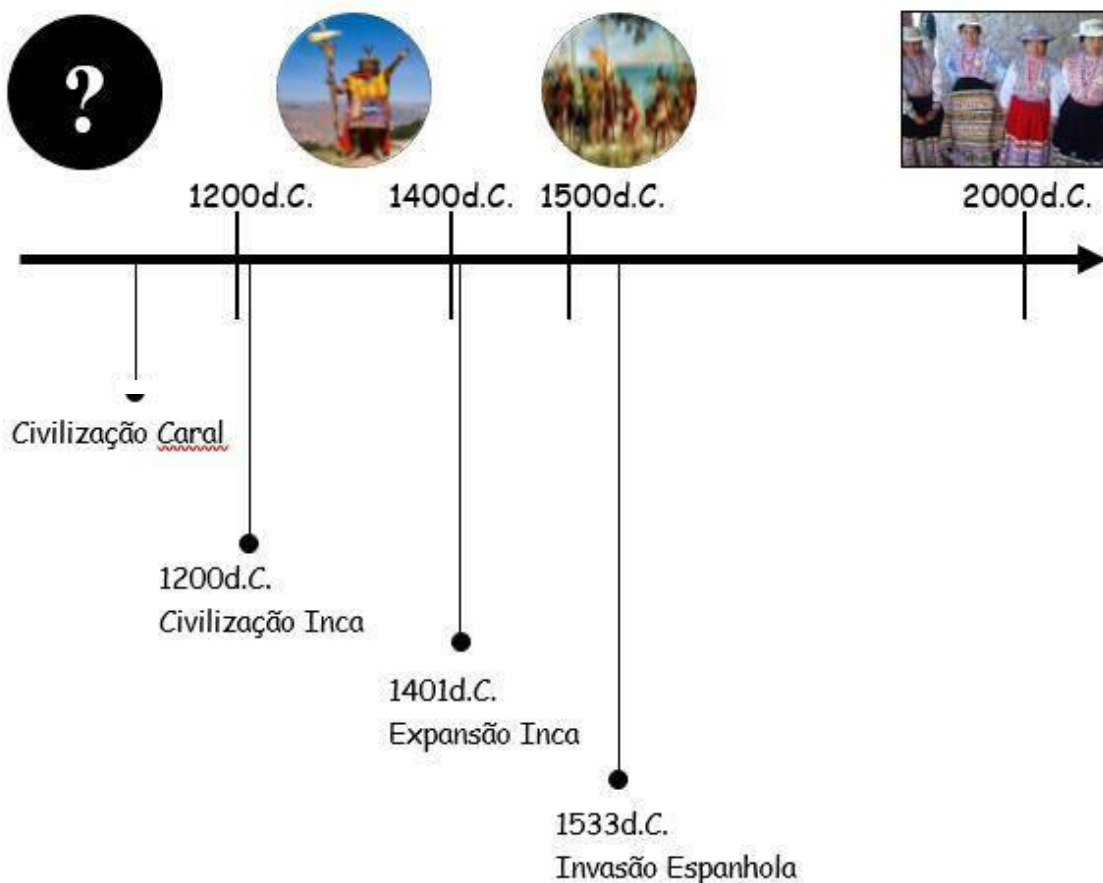 ?
1200d.C.
1400d.C.
1500d.C.
2000d.C.
Civilização Caral
1200d.C.
Civilização Inca
1401d.C.
Expansão Inca
1533d.C.
Invasão Espanhola